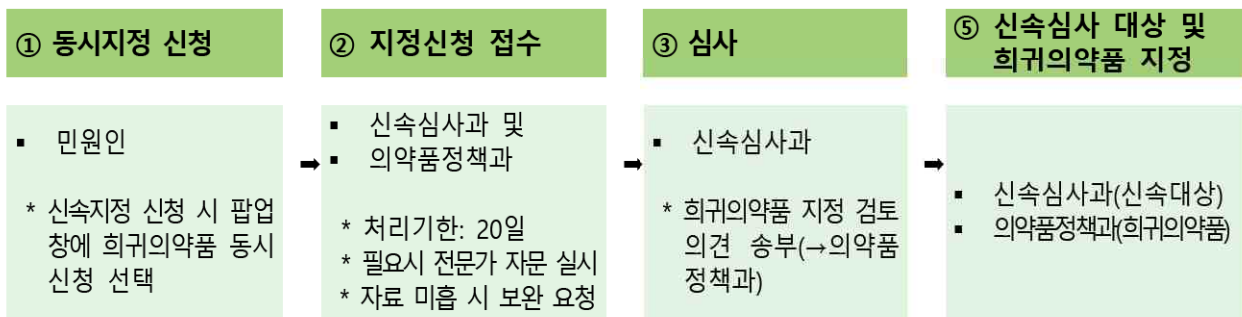 ① 동시지정 신청
② 지정신청 접수
③ 심사
⑤ 신속심사 대상 및
희귀의약품 지정
▪ 민원인
* 신속지정 신청 시 팝업
창에 희귀의약품 동시
신청 선택
➡
▪ 신속심사과 및
▪ 의약품정책과
* 처리기한: 20일
* 필요시 전문가 자문 실시
* 자료 미흡 시 보완 요청
➡
▪ 신속심사과
* 희귀의약품 지정 검토
의견 송부(→의약품
정책과)
➡
▪ 신속심사과(신속대상)
▪ 의약품정책과(희귀의약품)